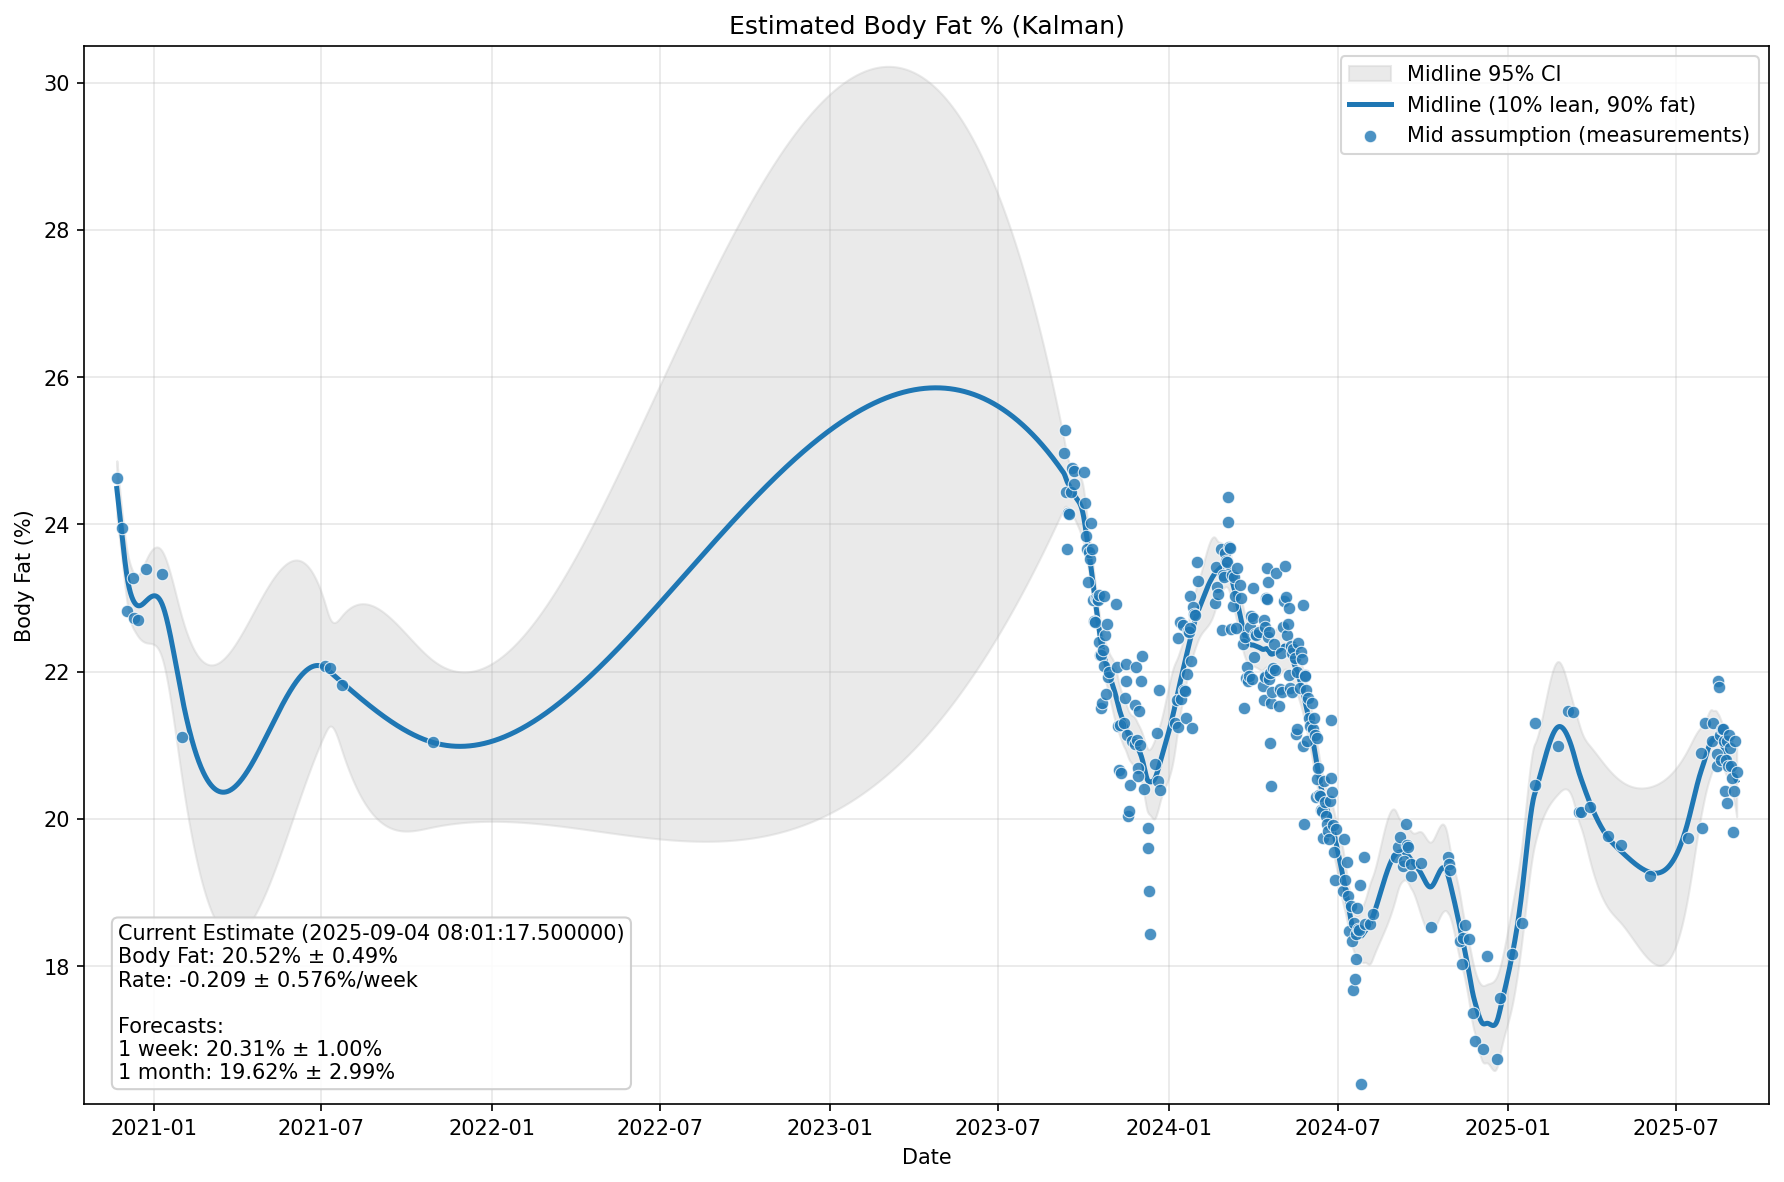 Estimated Body Fat % (Kalman)
Midline 95% CI
Midline (10% lean, 90% fat)
Mid assumption (measurements)
Body Fat (%)
30
28
26
24
22
20
18
Current Estimate (2025-09-04 08:01:17.500000)
Body Fat: 20.52% ± 0.49%
Rate: -0.209 ± 0.576%/week
Forecasts:
1 week: 20.31% ± 1.00%
1 month: 19.62% ± 2.99%
2021-01 2021-07 2022-01 2022-07 2023-01 2023-07 2024-01 2024-07 2025-01 2025-07
Date